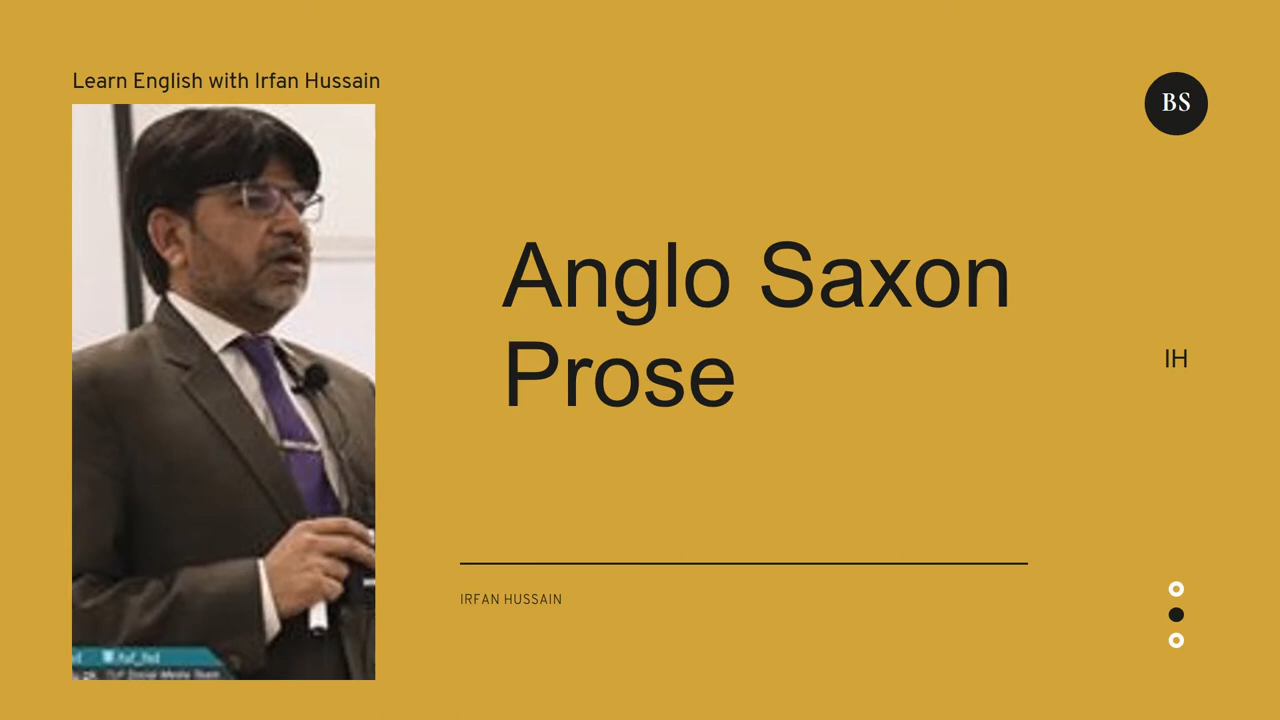 Learn English with Irfan Hussain
BS
Anglo Saxon
Prose
IH
IRFAN HUSSAIN